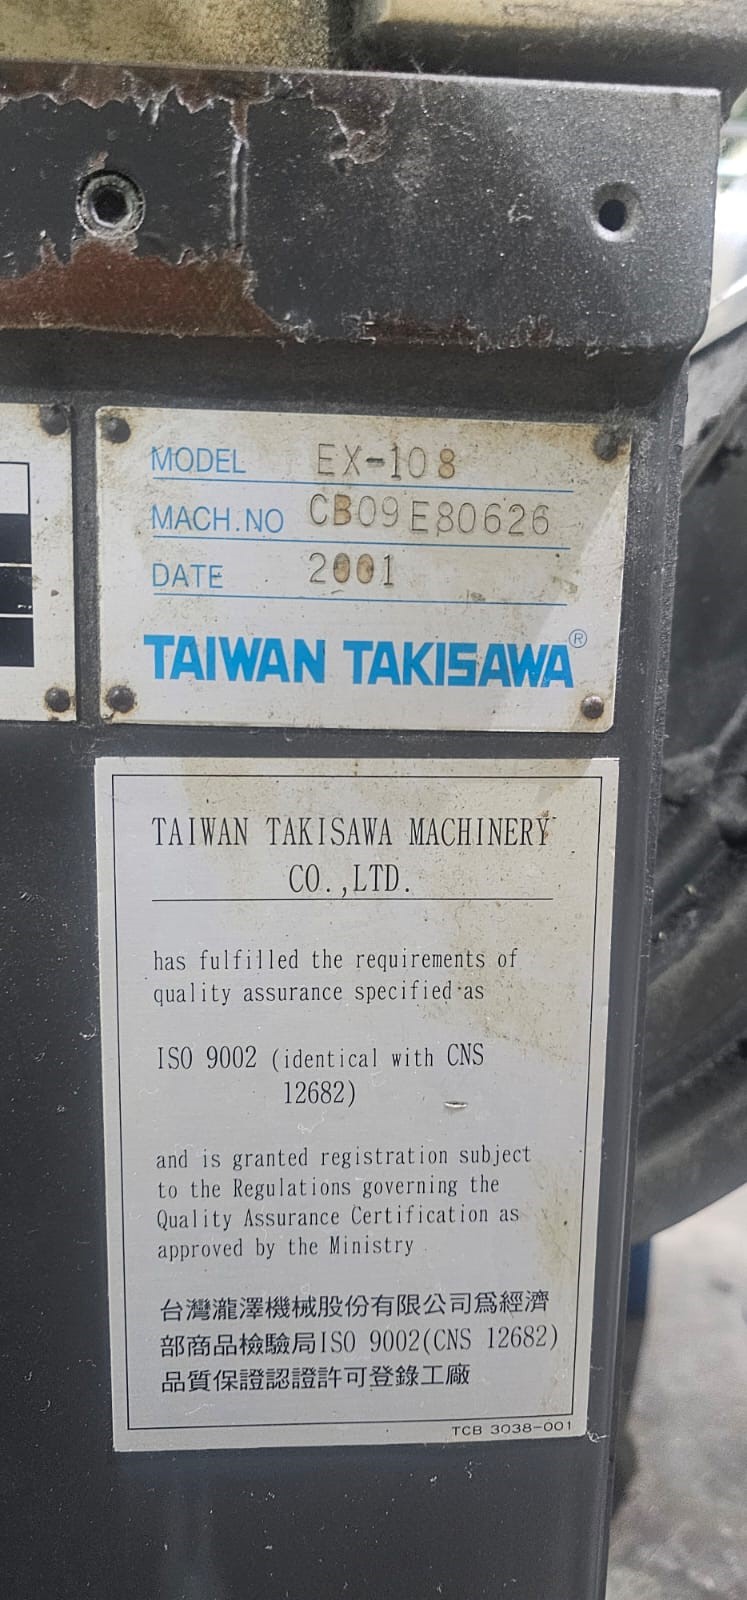 MODEL EX-108
MACH.NO CB09E80626
DATE 2001
TAIWAN TAKISAWA®
TAIWAN TAKISAWA MACHINERY
CO.,LTD.
has fulfilled the requirements of
quality assurance specified as
ISO 9002 (identical with CNS
12682)
and is granted registration subject
to the Regulations governing the
Quality Assurance Certification as
approved by the Ministry
台灣瀧澤機械股份有限公司爲經濟
部商品檢驗局ISO 9002(CNS 12682)
品質保證認證許可登錄工廠
TCB 3038-001